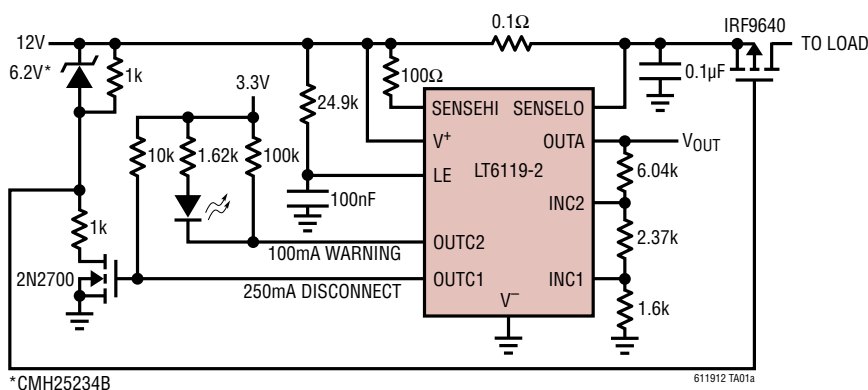 0.1Ω
IRF9640
12V
TO LOAD
6.2V*
1k
100Ω
0.1µF
3.3V
24.9k
SENSEHI SENSELO
10k 1.62k 100k
V+
OUTA
VOUT
LT6119-2
6.04k
LE
100nF
INC2
1k
OUTC2
2.37k
100mA WARNING
2N2700
OUTC1
INC1
250mA DISCONNECT
V–
1.6k
*CMH25234B
611912 TA01a